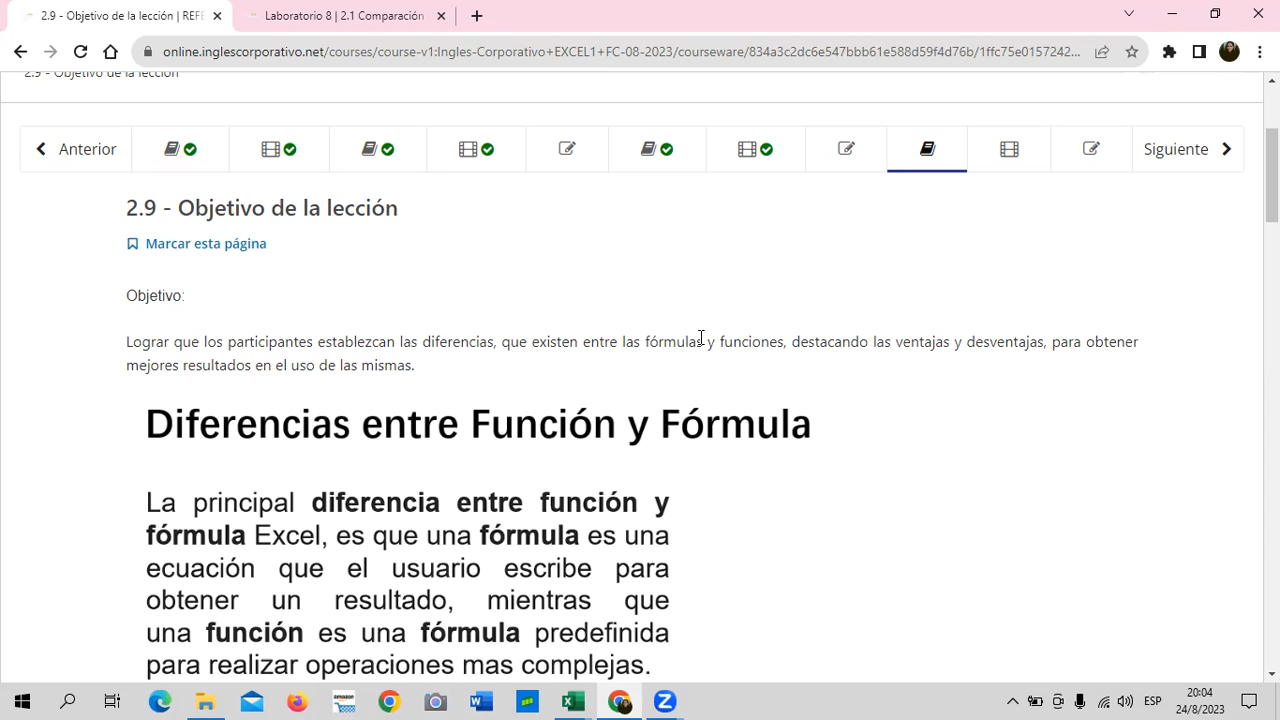 2.9 - Objetivo de la lección | REFE
Laboratorio 8 | 2.1 Comparación
online.inglescorporativo.net/courses/course-v1:Ingles-Corporativo+EXCEL1+FC-08-2023/courseware/834a3c2dc6e547bbb61e588d59f4d76b/1ffc75e0157242...
2.9 - Objetivo de la lección
Anterior
Siguiente
2.9 - Objetivo de la lección
Marcar esta página
Objetivo:
Lograr que los participantes establezcan las diferencias, que existen entre las fórmulas y funciones, destacando las ventajas y desventajas, para obtener
mejores resultados en el uso de las mismas.
Diferencias entre Función y Fórmula
La principal diferencia entre función y
fórmula Excel, es que una fórmula es una
ecuación que el usuario escribe para
obtener un resultado, mientras que
una función es una fórmula predefinida
para realizar operaciones mas complejas.
amazon
ESP
20:04
24/8/2023